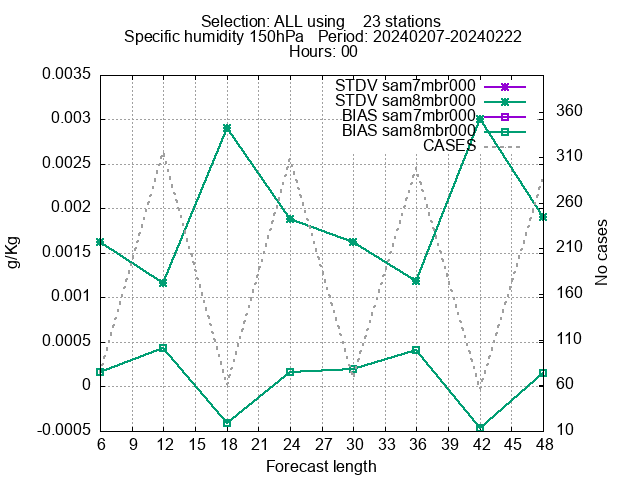 Selection: ALL using    23 stations
Specific humidity 150hPa   Period: 20240207-20240222
Hours: 00
STDV sam7mbr000
STDV sam8mbr000
BIAS sam7mbr000
BIAS sam8mbr000
CASES
0.0035
0.003
0.0025
0.002
0.0015
0.001
0.0005
0
-0.0005
g/Kg
360
310
260
210
160
110
60
10
No cases
6 9 12 15 18 21 24 27 30 33 36 39 42 45 48
Forecast length